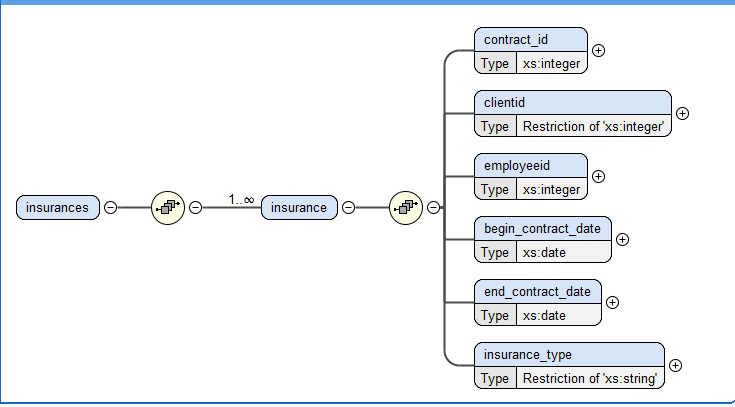 contract_id
Type xs:integer
clientid
Type Restriction of 'xs:integer'
employeeid
Type xs:integer
insurances
1..∞
insurance
begin_contract_date
Type xs:date
end_contract_date
Type xs:date
insurance_type
Type Restriction of 'xs:string'